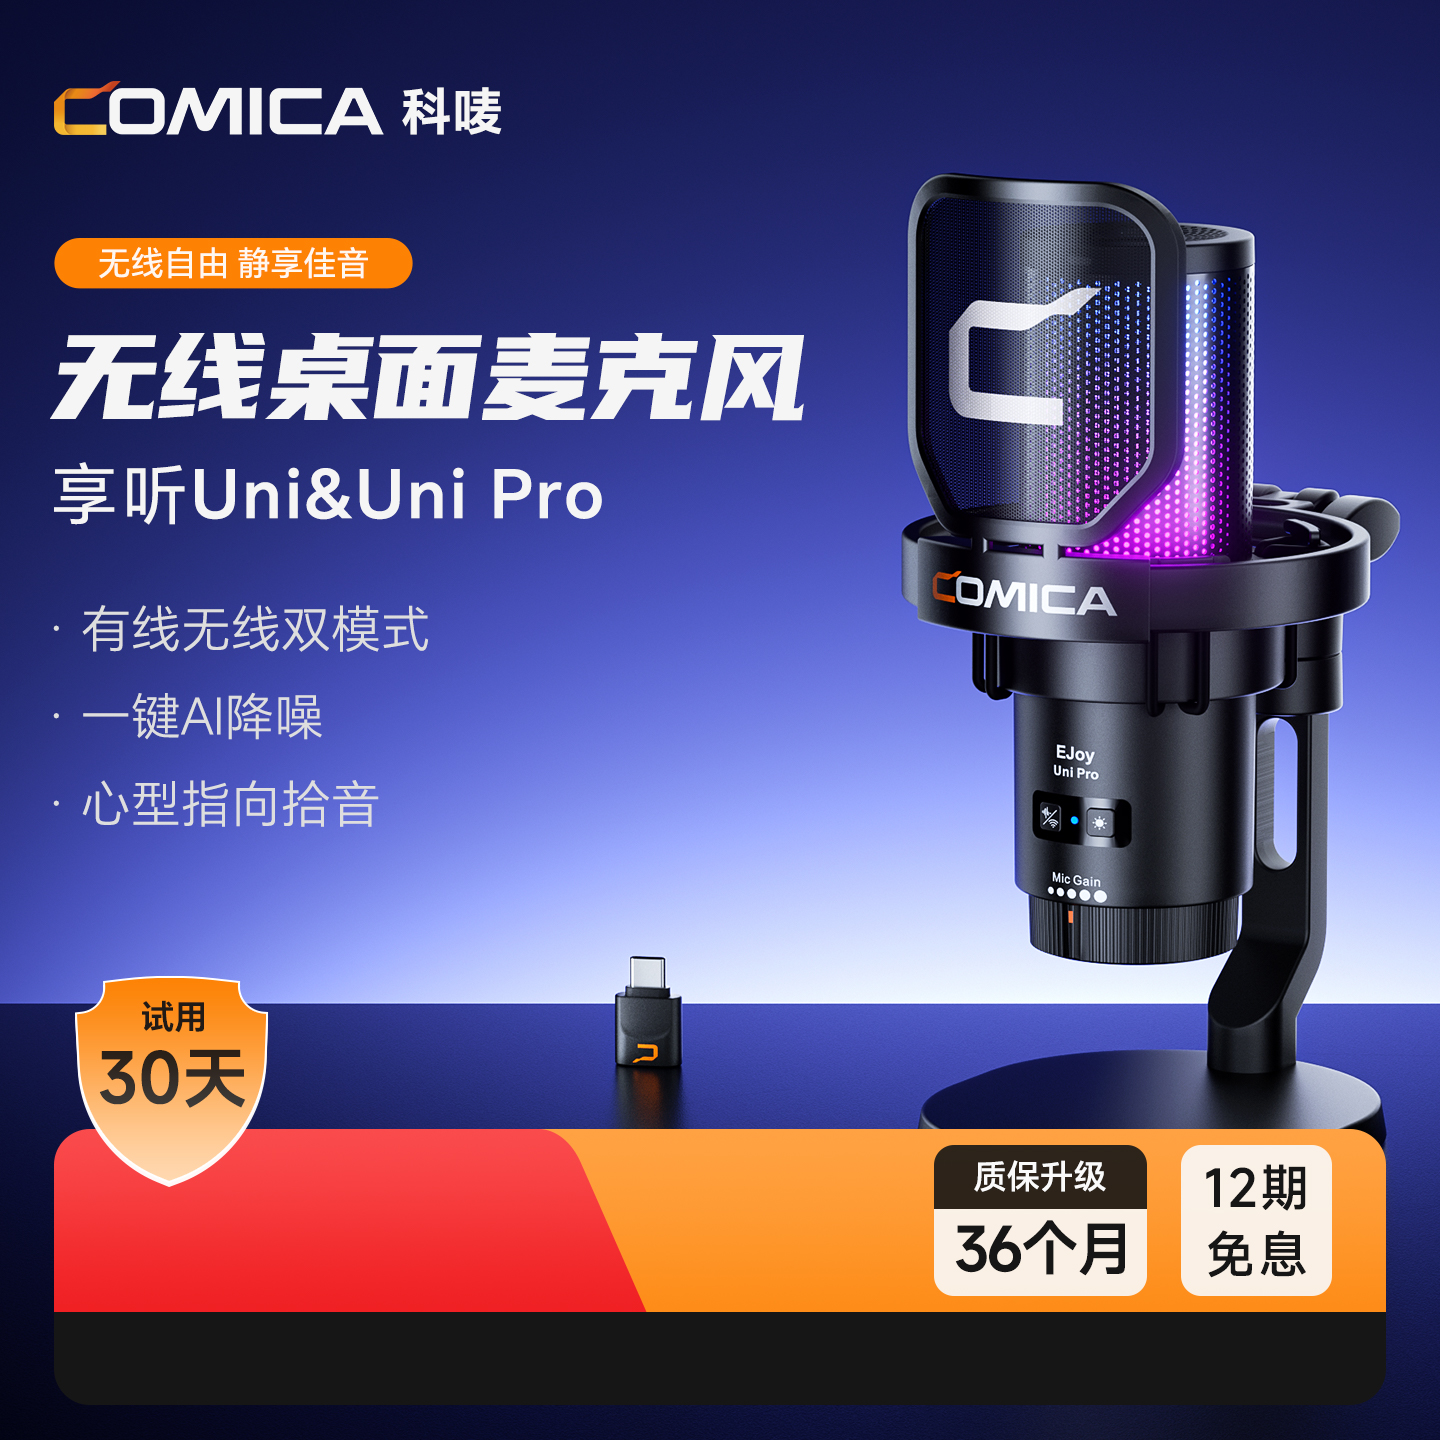 COMICA 科唛
无线自由 静享佳音
无线桌面麦克风
享听Uni&Uni Pro
· 有线无线双模式
· 一键AI降噪
· 心型指向拾音
COMICA
EJoy
Uni Pro
Mic Gain
试用
30天
质保升级
36个月
12期
免息